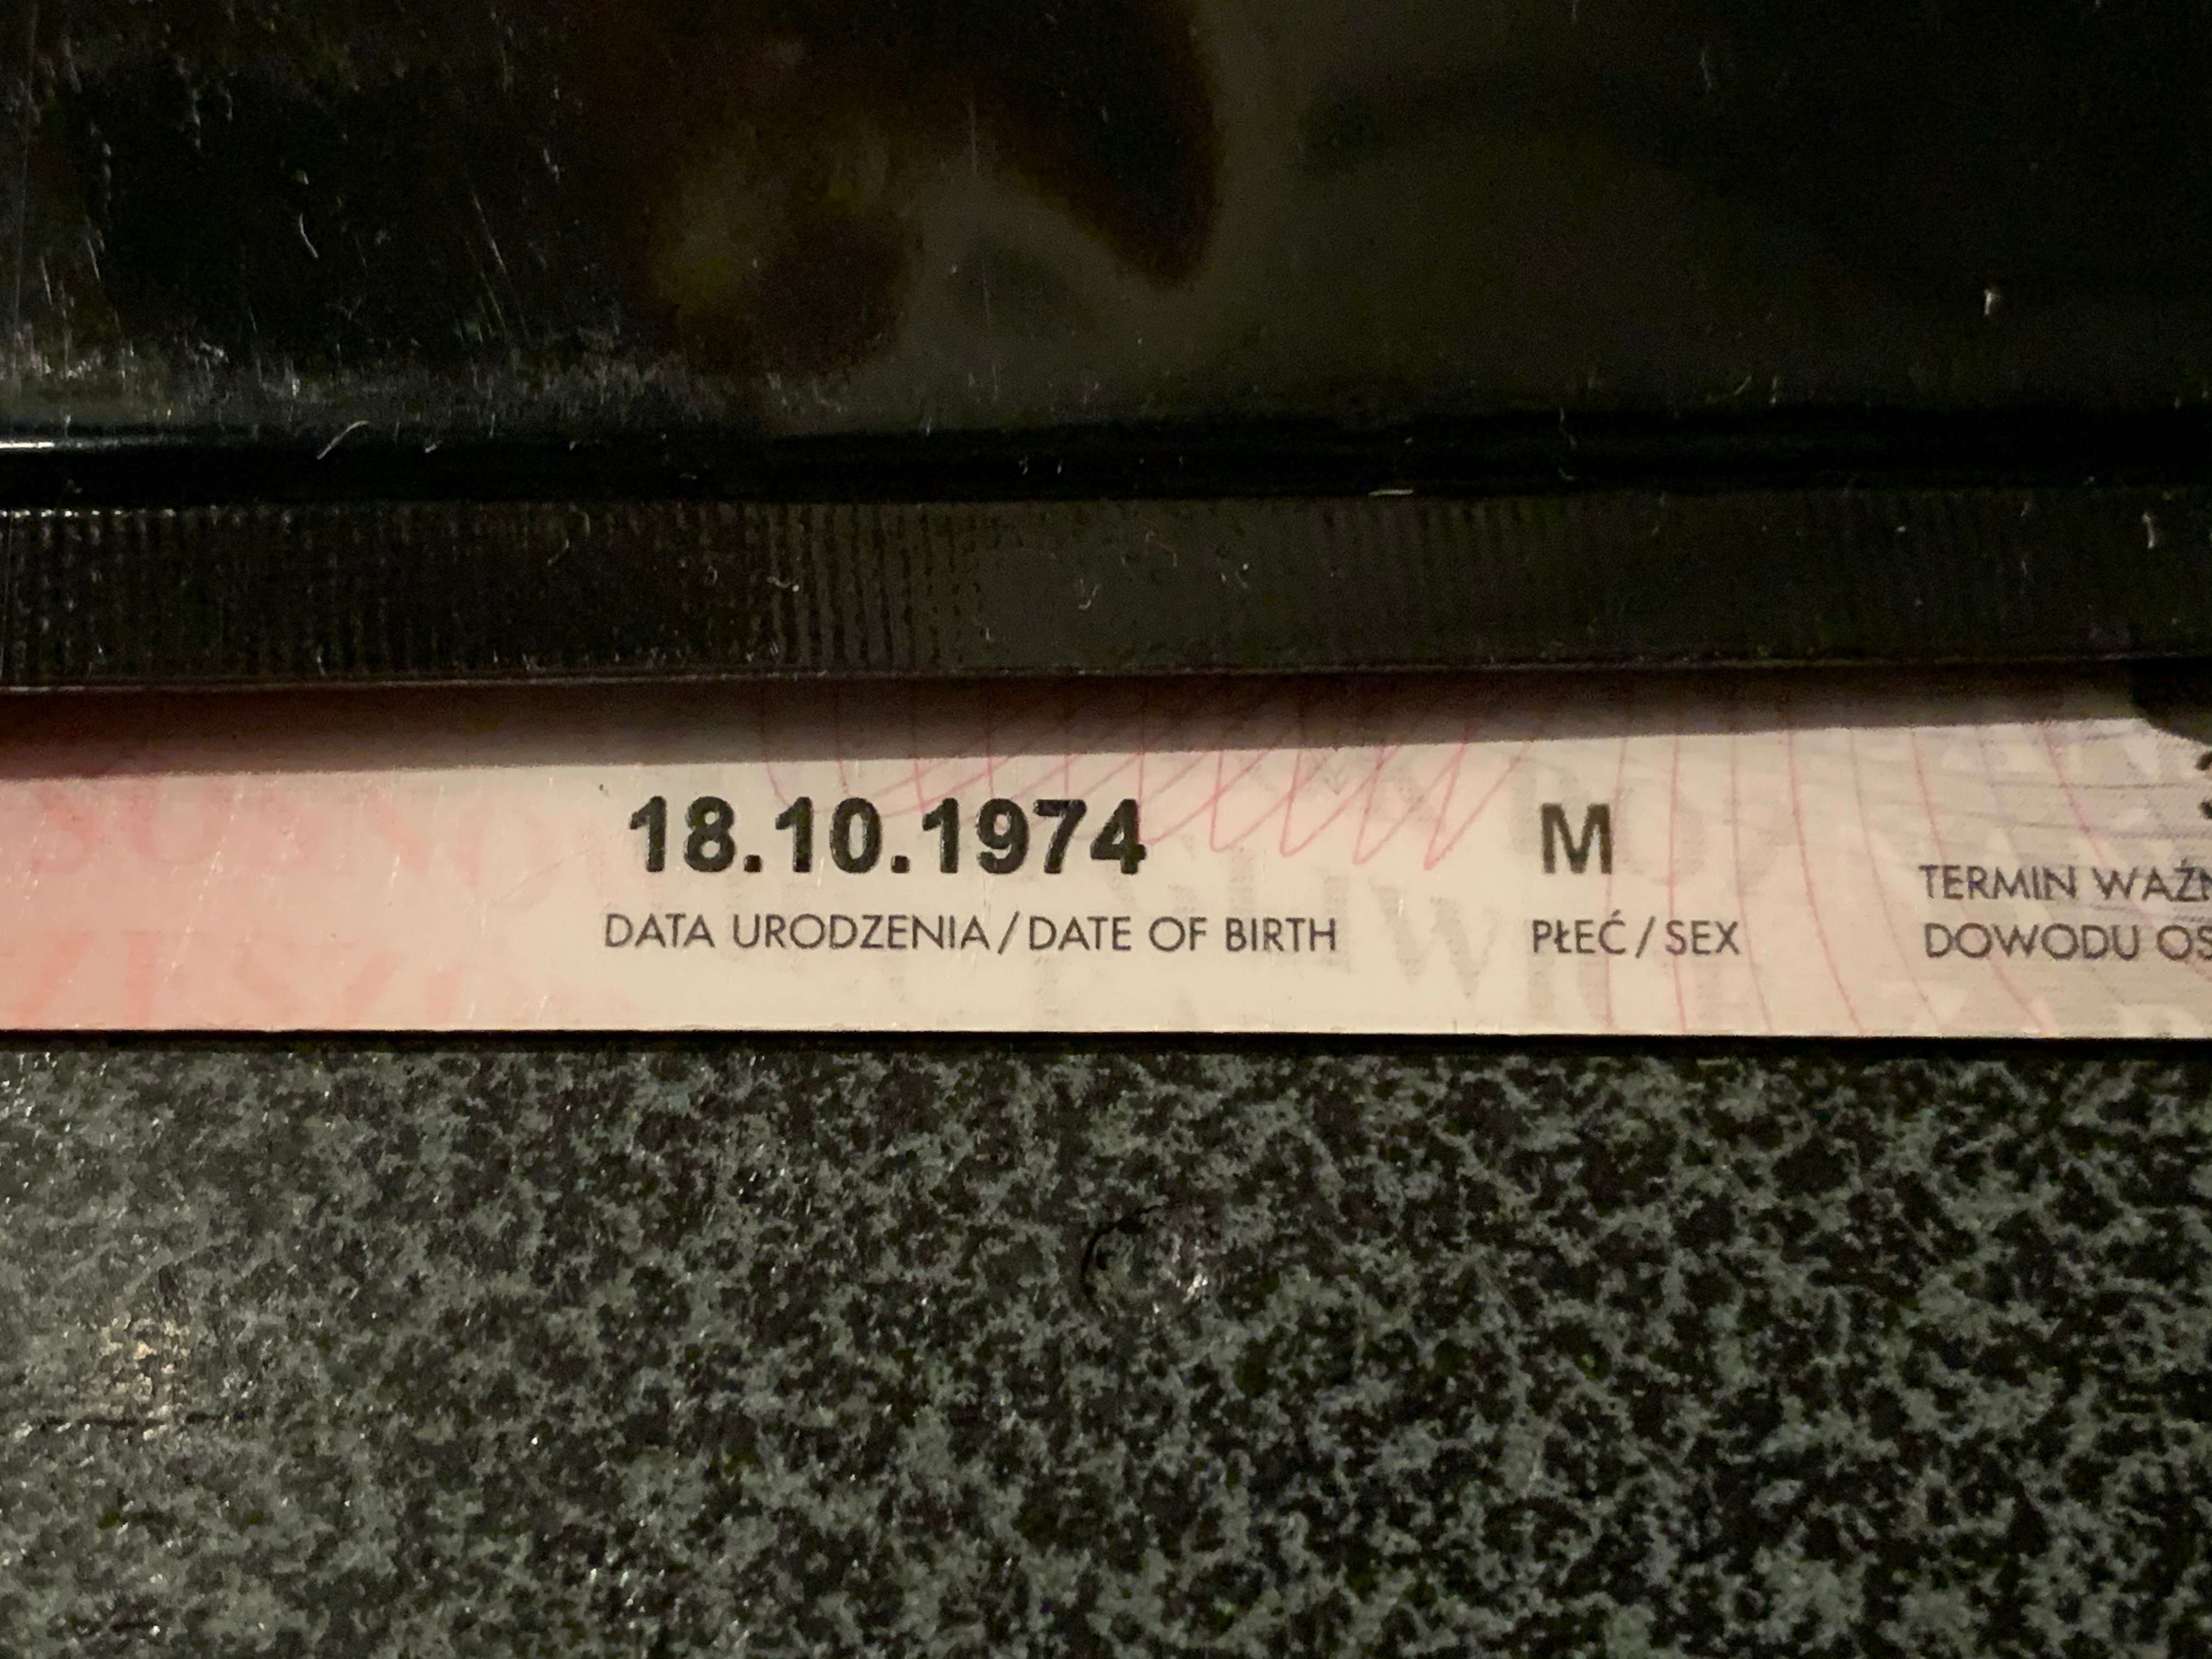 18.10.1974 M
DATA URODZENIA / DATE OF BIRTH PŁEĆ / SEX
TERMIN
DOWODU